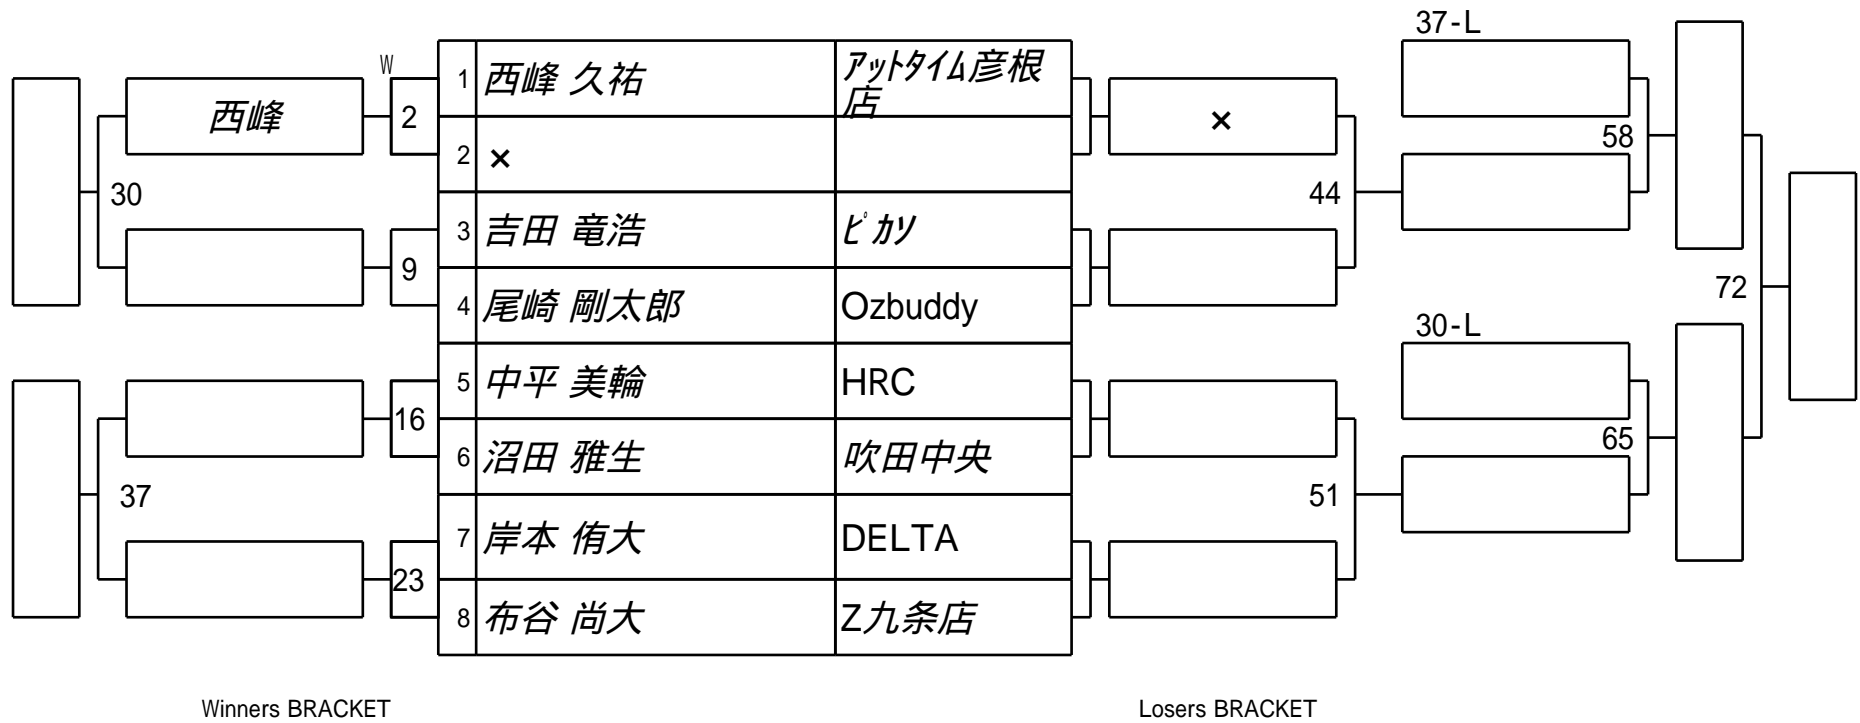 37-L
W
1 西峰 久祐 アットタイム彦根
店
西峰 2 × 58
2 ×
30 44
3 吉田 竜浩 ピカソ
9
4 尾崎 剛太郎 Ozbuddy 72
30-L
5 中平 美輪 HRC
16 65
6 沼田 雅生 吹田中央
37 51
7 岸本 侑大 DELTA
23
8 布谷 尚大 Z九条店
Winners BRACKET Losers BRACKET